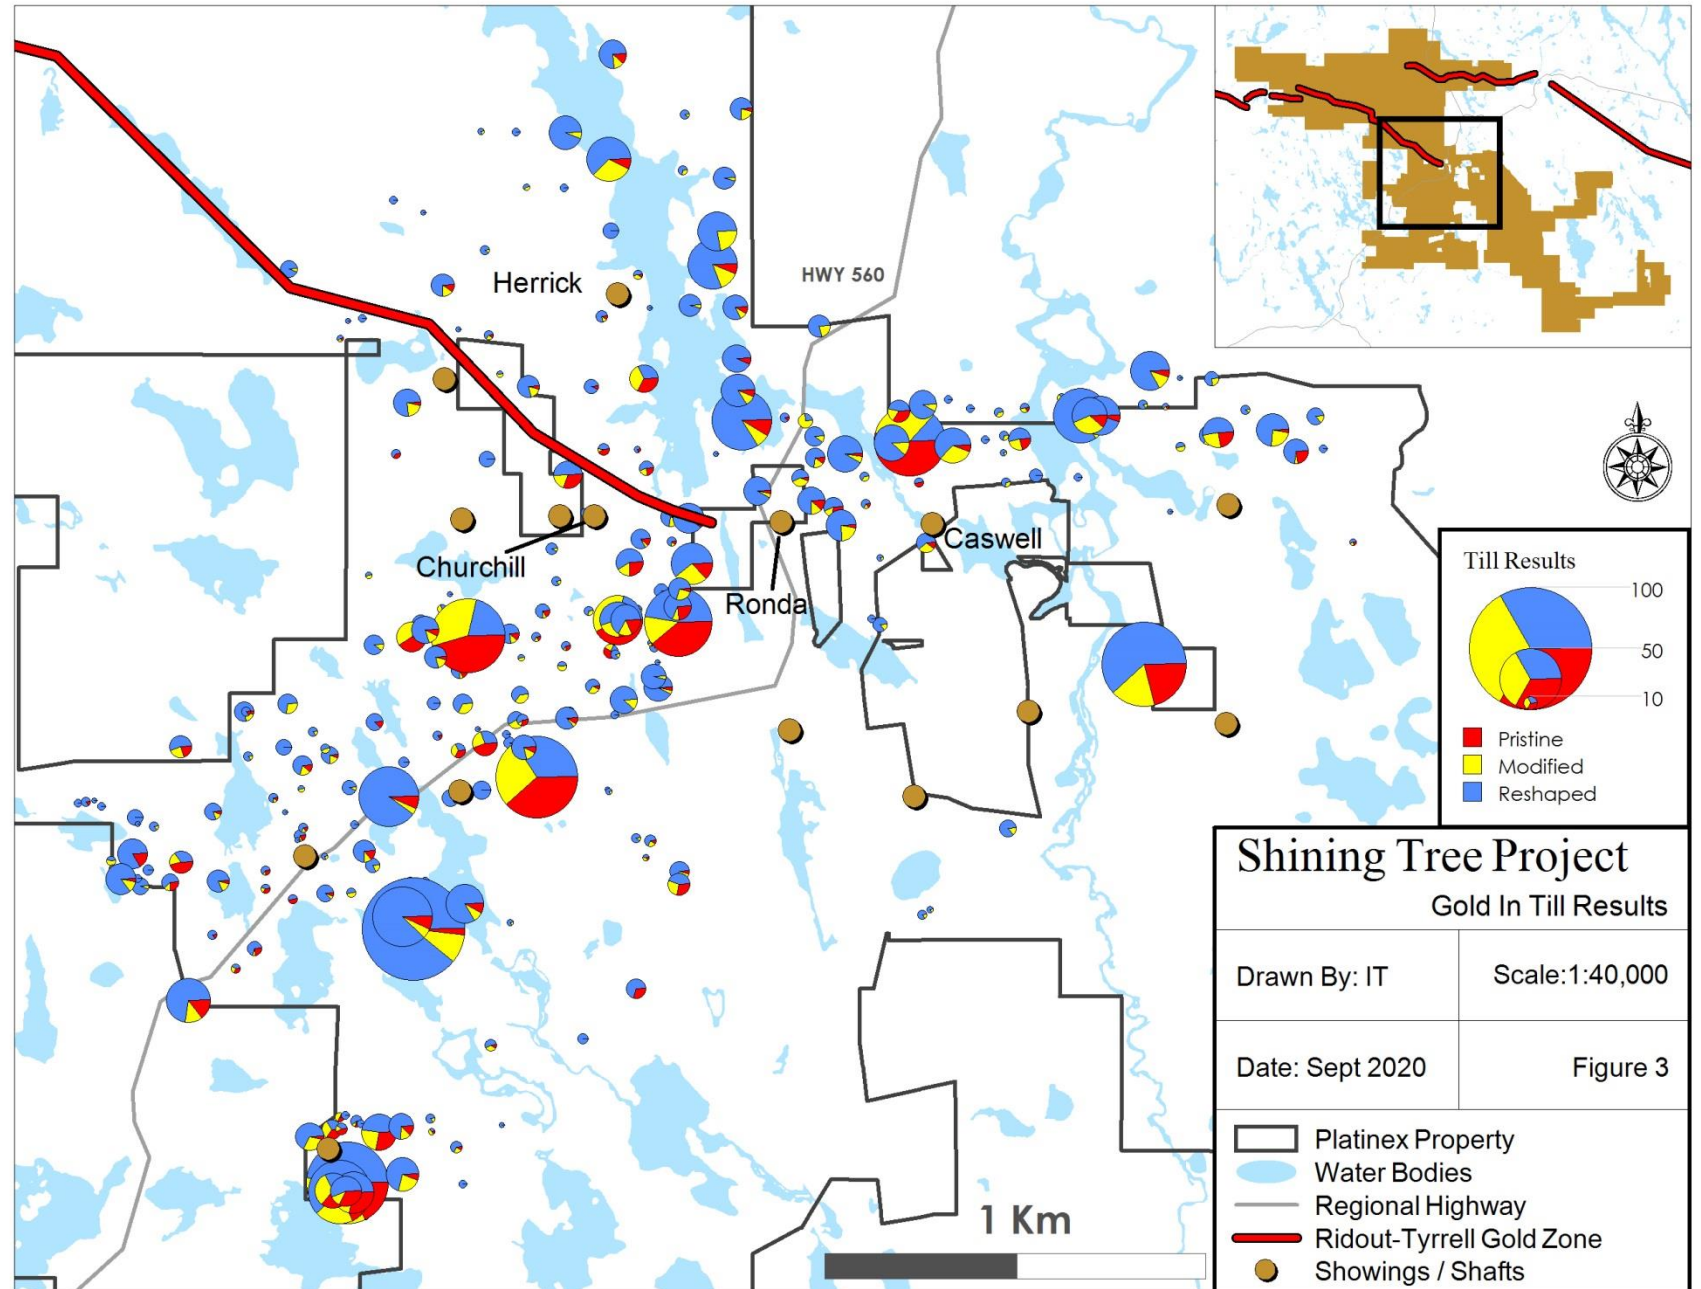 HWY 560
Herrick
Churchill
Ronda
Caswell
1 Km
Till Results
100
50
10
Pristine
Modified
Reshaped
Shining Tree Project
Gold In Till Results
Drawn By: IT
Scale:1:40,000
Date: Sept 2020
Figure 3
Platinex Property
Water Bodies
Regional Highway
Ridout-Tyrrell Gold Zone
Showings / Shafts